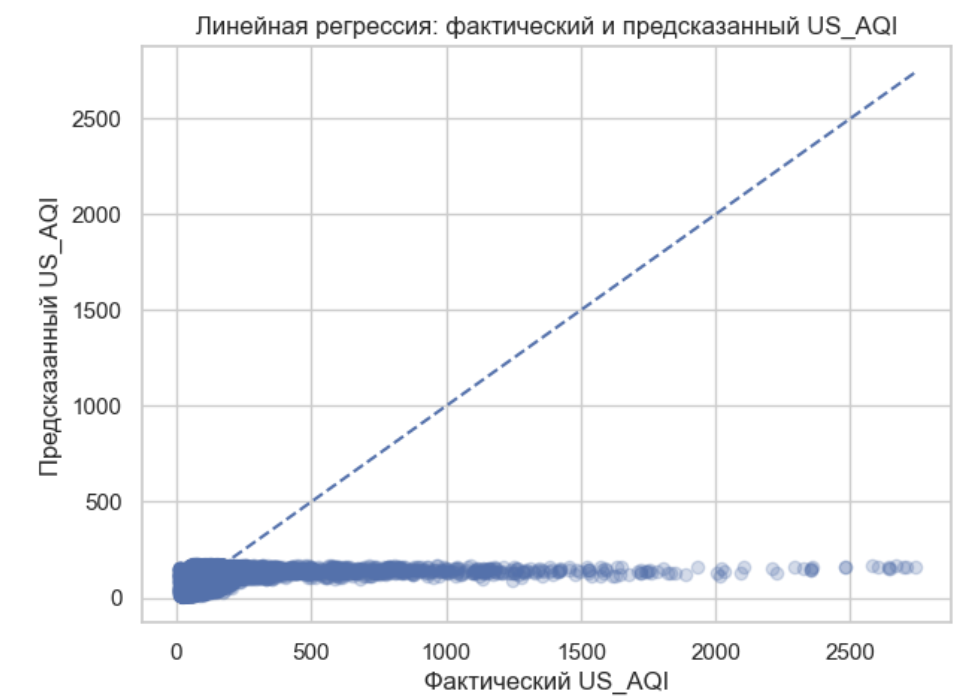 Линейная регрессия: фактический и предсказанный US_AQI
Предсказанный US_AQI
2500
2000
1500
1000
500
0
0 500 1000 1500 2000 2500
Фактический US_AQI